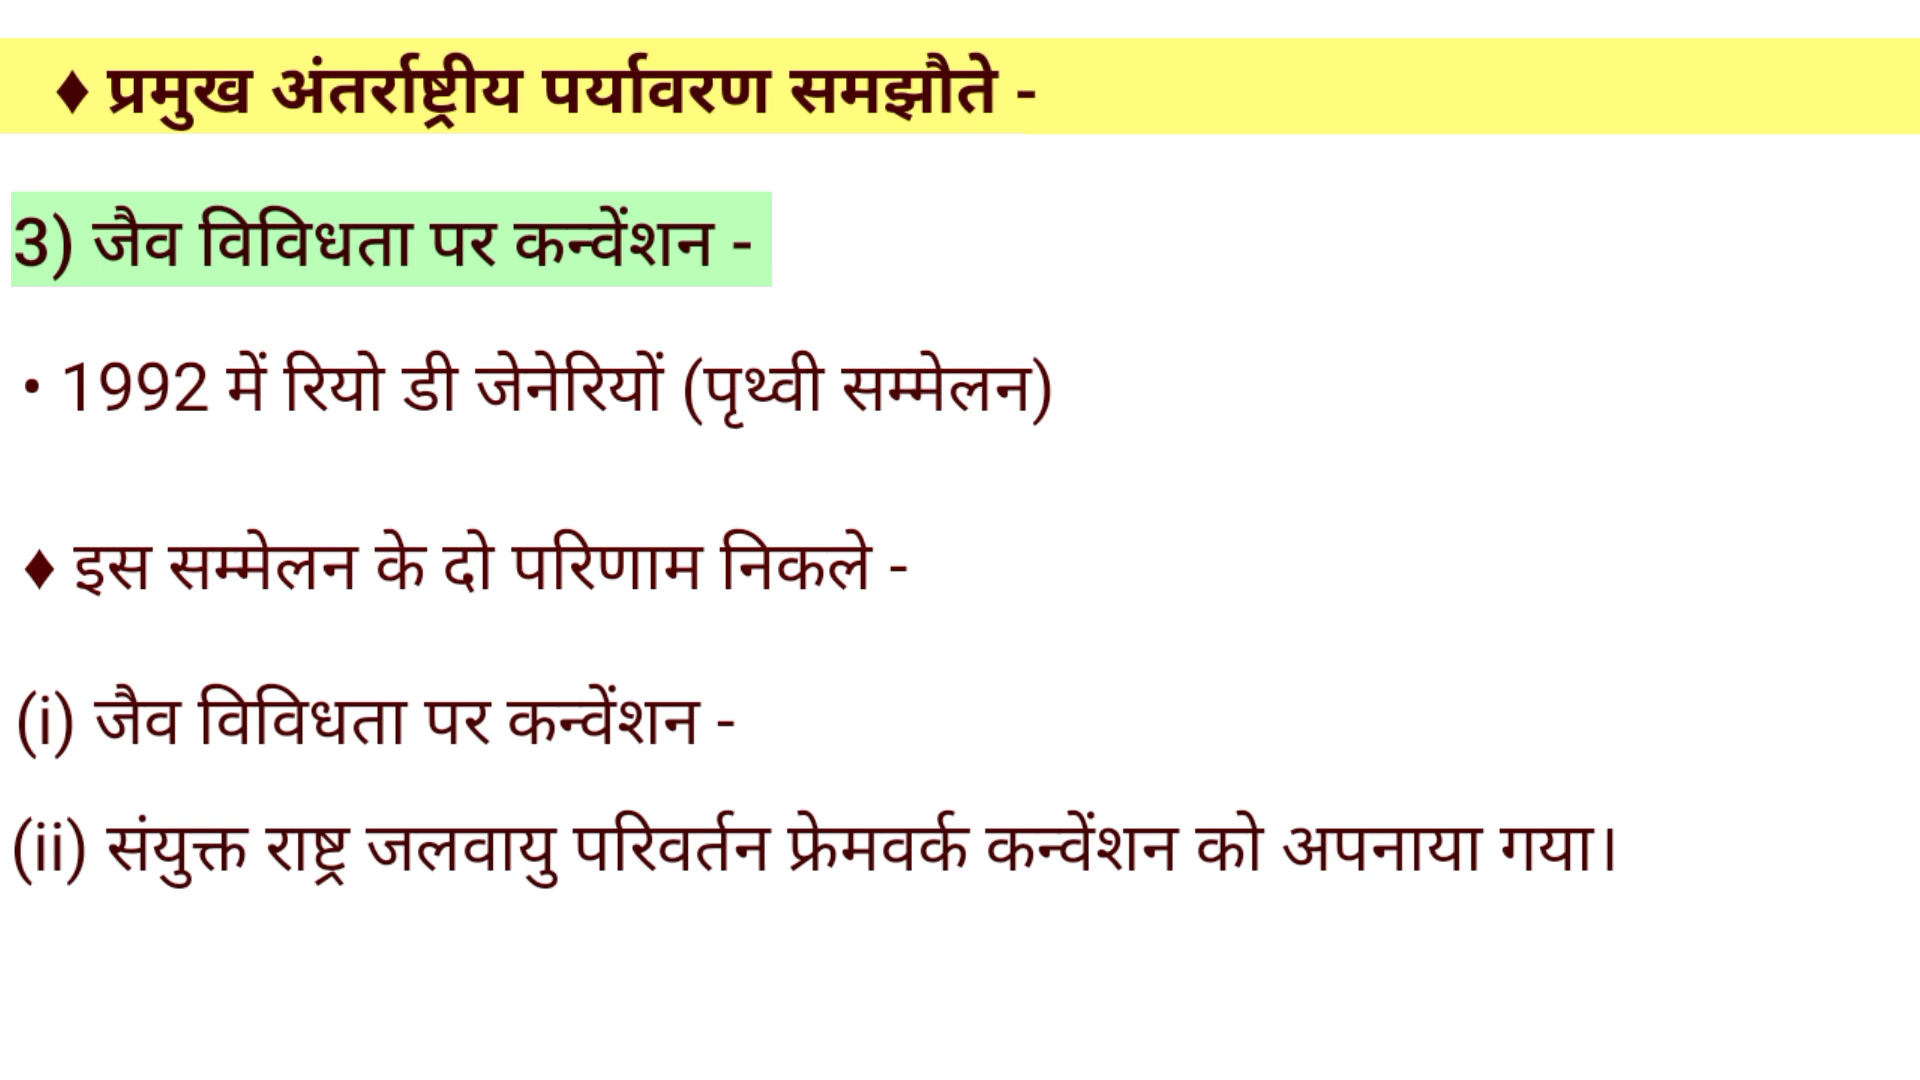 ♦ प्रमुख अंतर्राष्ट्रीय पर्यावरण समझौते -
3) जैव विविधता पर कन्वेंशन -
• 1992 में रियो डी जेनेरियों (पृथ्वी सम्मेलन)
♦ इस सम्मेलन के दो परिणाम निकले -
(i) जैव विविधता पर कन्वेंशन -
(ii) संयुक्त राष्ट्र जलवायु परिवर्तन फ्रेमवर्क कन्वेंशन को अपनाया गया।